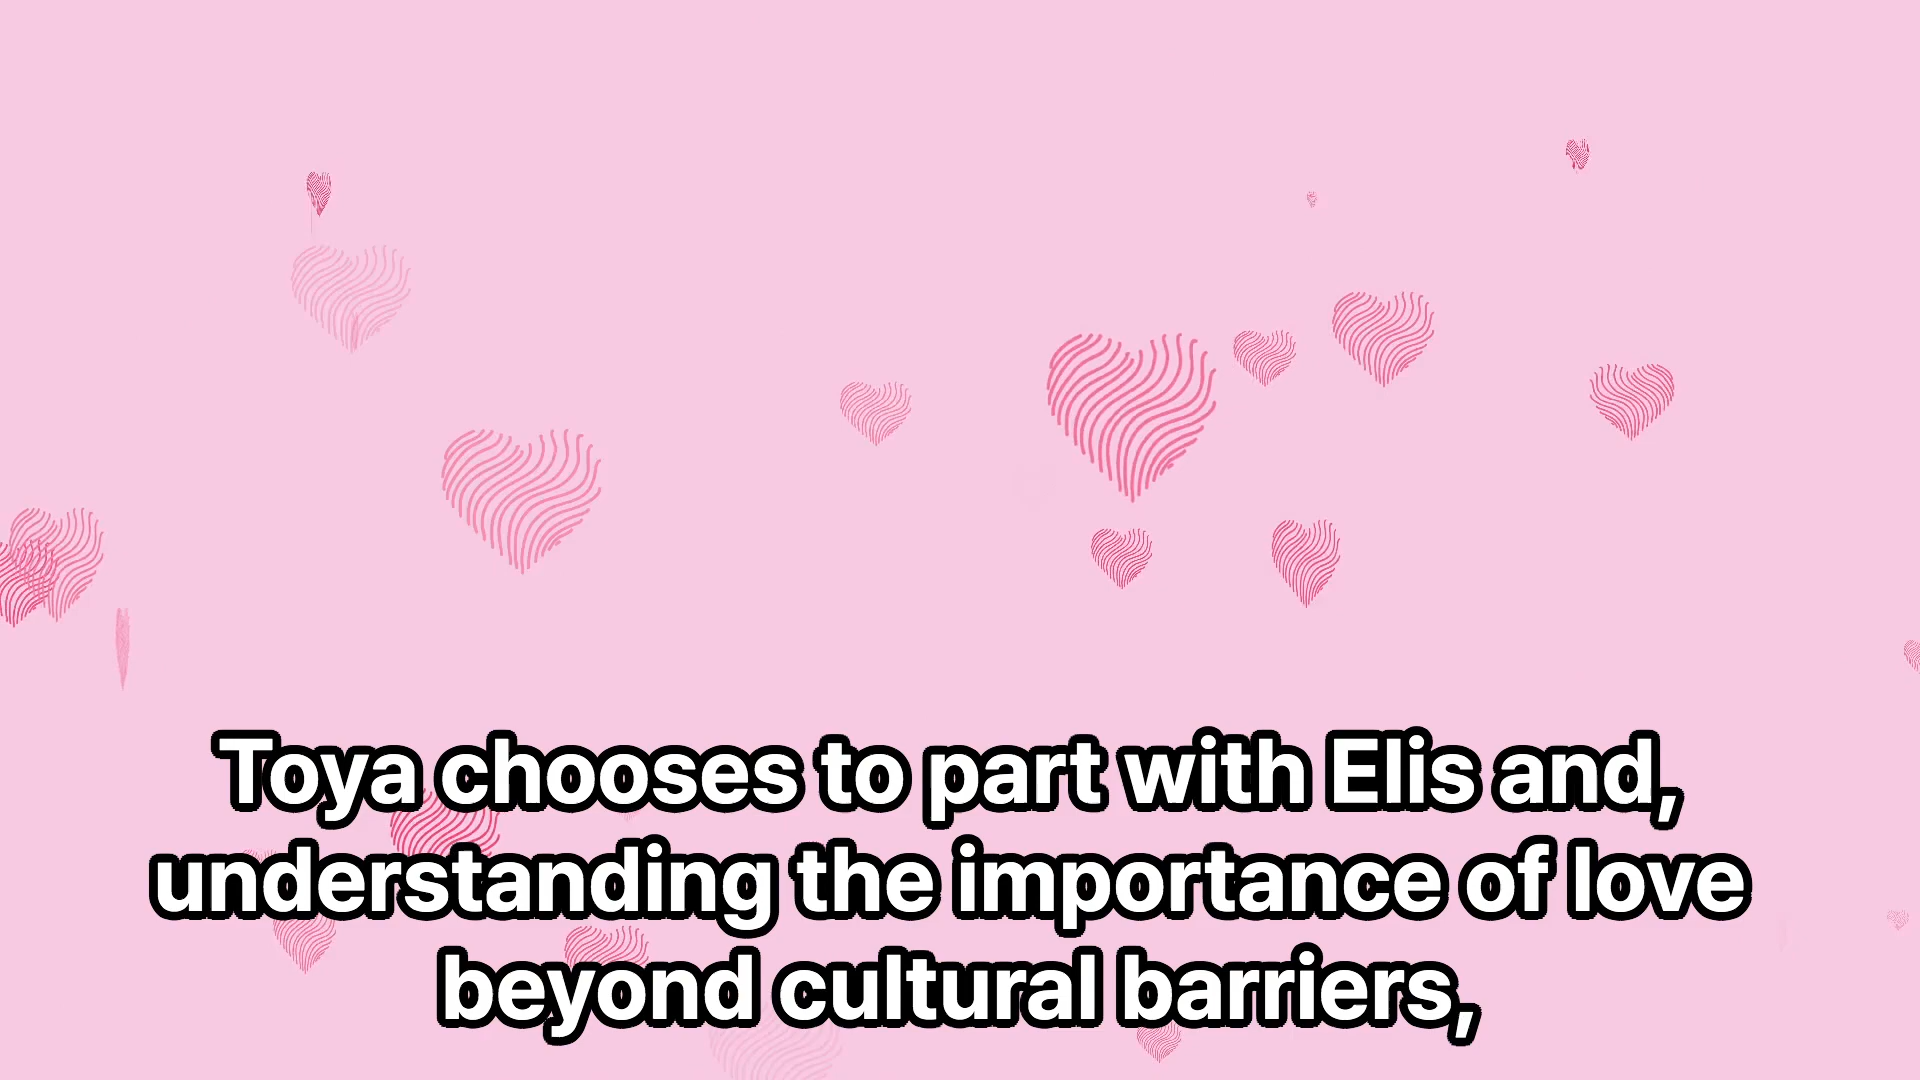 Toya chooses to part with Elis and,
understanding the importance of love
beyond cultural barriers,